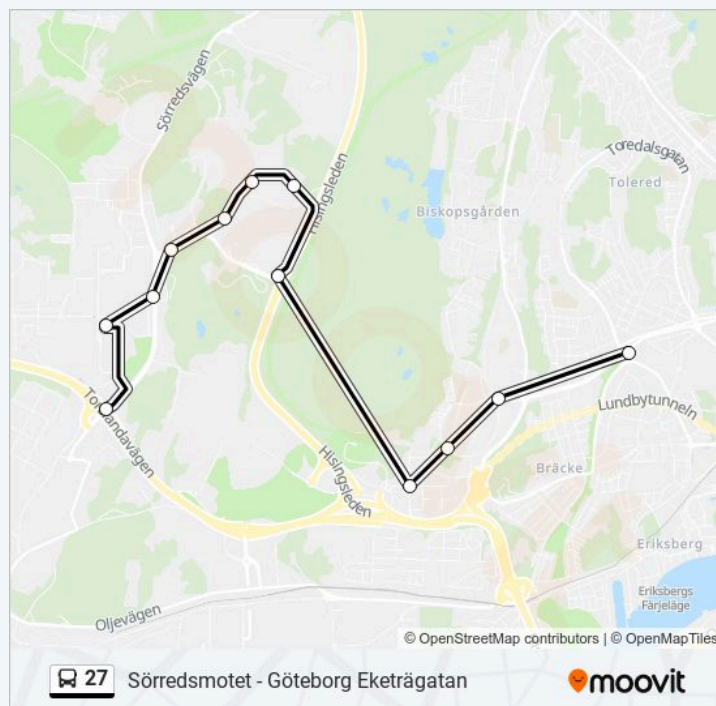 Sörredsvägen
Toredalsgatan
Tolered
Hisingsleden
Biskopsgården
Torslandavägen
Lundbytunneln
Hisingsleden
Bräcke
Eriksberg
Eriksbergs
Färjeläge
Oljevägen
© OpenStreetMap contributors | © OpenMapTiles
27 Sörredsmotet - Göteborg Eketrägatan
moovit